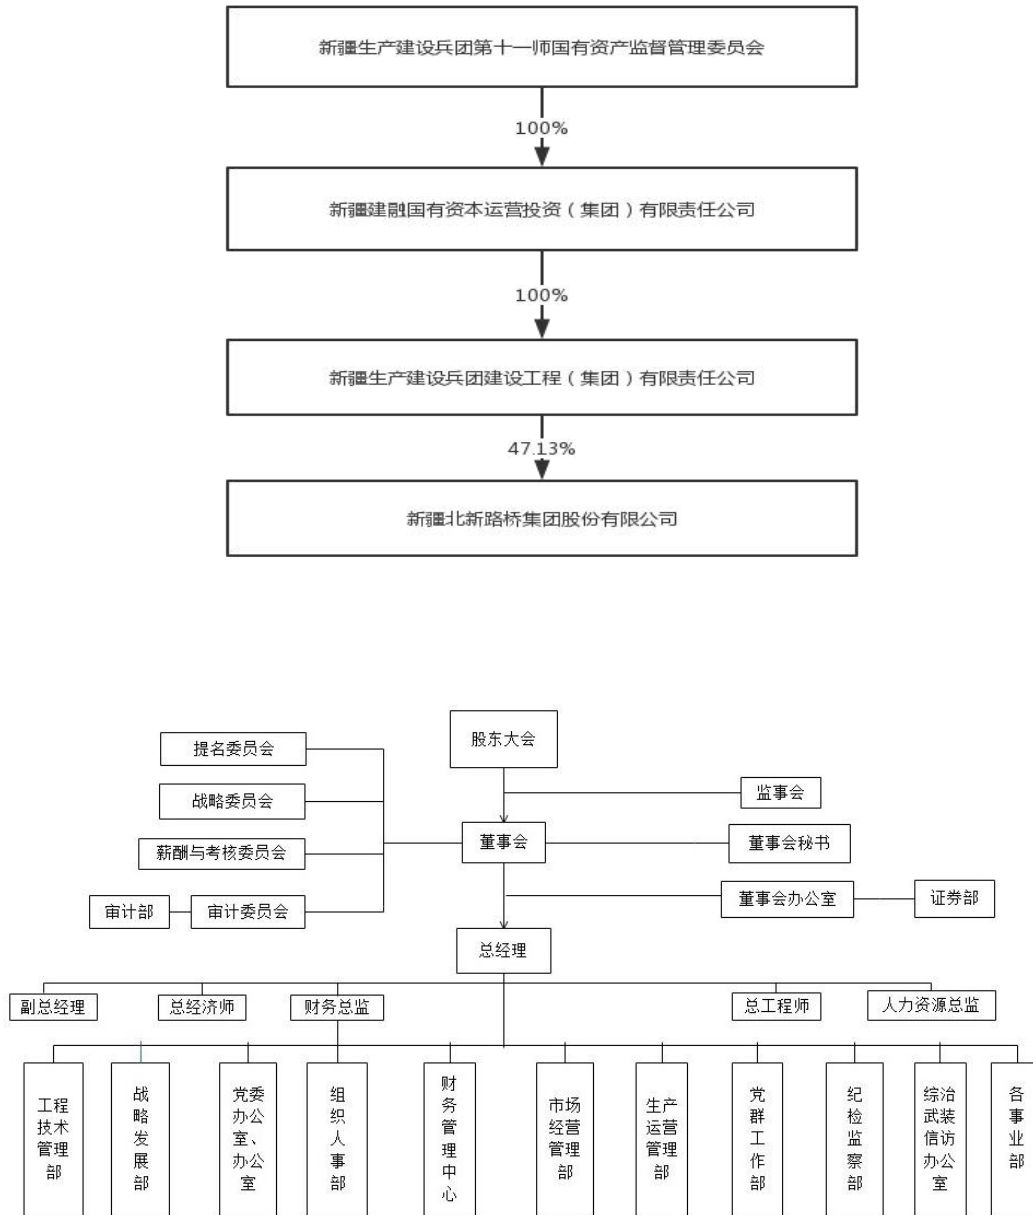 新疆生产建设兵团第十一师国有资产监督管理委员会
100%
新疆建融国有资本运营投资（集团）有限责任公司
100%
新疆生产建设兵团建设工程（集团）有限责任公司
47.13%
新疆北新路桥集团股份有限公司
股东大会
提名委员会
战略委员会
监事会
薪酬与考核委员会
董事会
董事会秘书
审计部
审计委员会
董事会办公室
证券部
总经理
副总经理
总经济师
财务总监
总工程师
人力资源总监
工程
技术
管理
部
战
略
发
展
部
党委
办公
室、
办公
室
组
织
人
事
部
财
务
管
理
中
心
市场
经营
管理
部
生产
运营
管理
部
党
群
工
作
部
纪
检
监
察
部
综治
武装
信访
办公
室
各
事
业
部